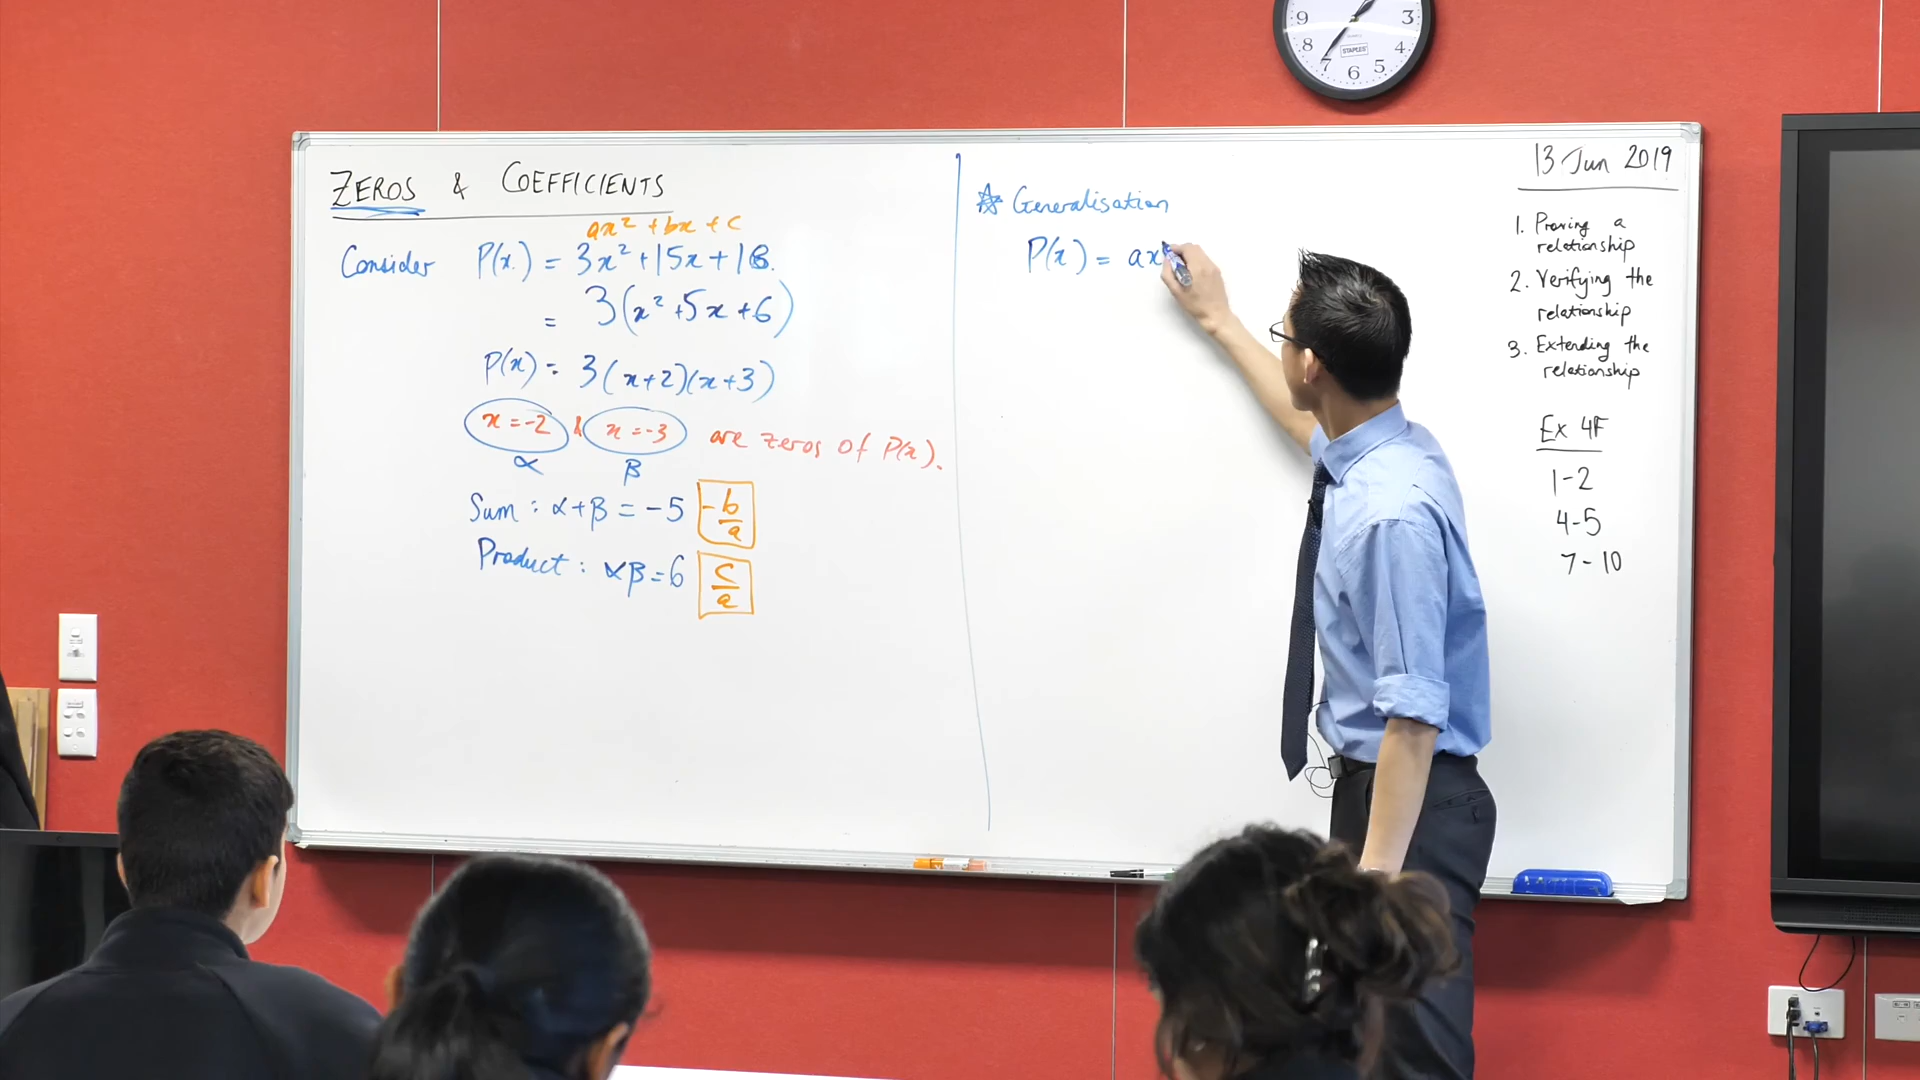 ZEROS & COEFFICIENTS
ax² + bx + c
Consider P(x) = 3x² + 15x + 18.
= 3(x² + 5x + 6)
P(x) = 3(x+2)(x+3)
x = -2 & x = -3 are zeros of P(x).
α β
Sum : α + β = -5 -b/a
Product : αβ = 6 c/a
☆ Generalisation
P(x) = ax
13 Jun 2019
1. Proving a
relationship
2. Verifying the
relationship
3. Extending the
relationship
Ex 4F
1-2
4-5
7-10
9 3
8 4
7 6 5
STAPLES